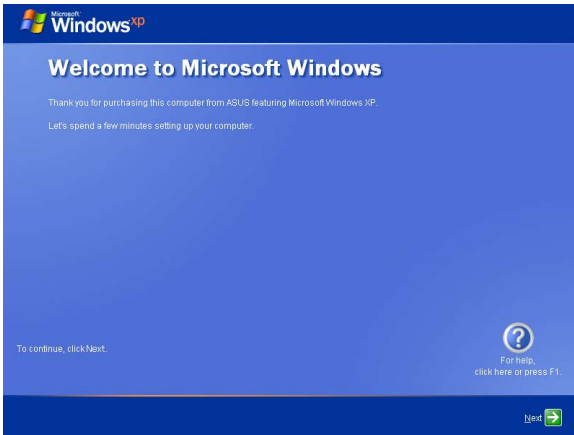 Microsoft
Windows xp
Welcome to Microsoft Windows
Thank you for purchasing this computer from ASUS featuring Microsoft Windows XP.
Let's spend a few minutes setting up your computer.
To continue, click Next.
For help,
click here or press F1.
Next